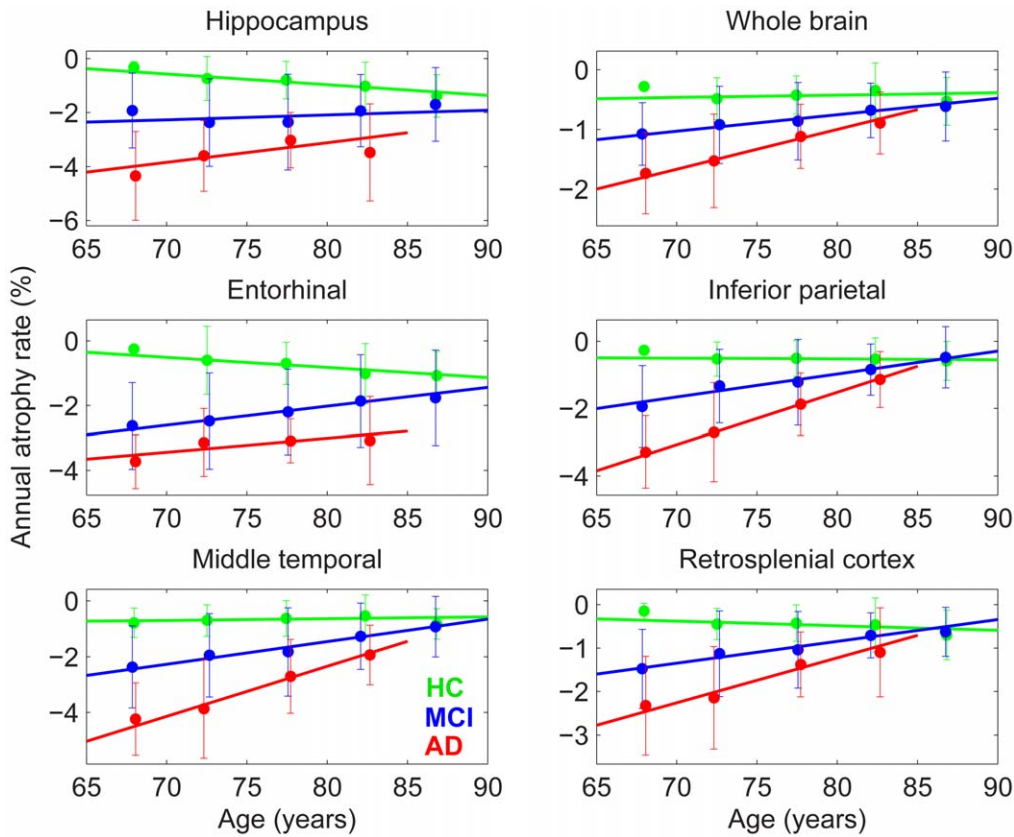 Hippocampus
0
−2
−4
−6
65 70 75 80 85 90
Whole brain
0
−1
−2
65 70 75 80 85 90
Annual atrophy rate (%)
Entorhinal
0
−2
−4
65 70 75 80 85 90
Inferior parietal
0
−2
−4
65 70 75 80 85 90
Middle temporal
0
−2
−4
HC
MCI
AD
65 70 75 80 85 90
Age (years)
Retrosplenial cortex
0
−1
−2
−3
65 70 75 80 85 90
Age (years)